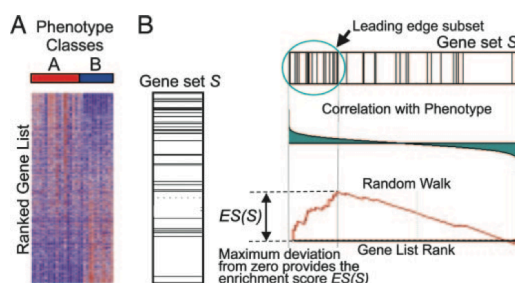 A
Phenotype
Classes
A
B
Ranked Gene List
B
Gene set S
Leading edge subset
Gene set S
Correlation with Phenotype
Random Walk
ES(S)
Gene List Rank
Maximum deviation
from zero provides the
enrichment score ES(S)